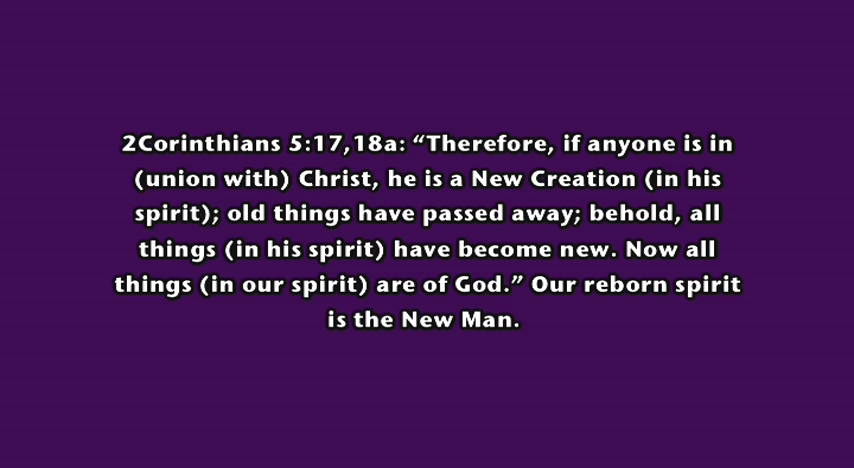 2Corinthians 5:17,18a: “Therefore, if anyone is in
(union with) Christ, he is a New Creation (in his
spirit); old things have passed away; behold, all
things (in his spirit) have become new. Now all
things (in our spirit) are of God.” Our reborn spirit
is the New Man.